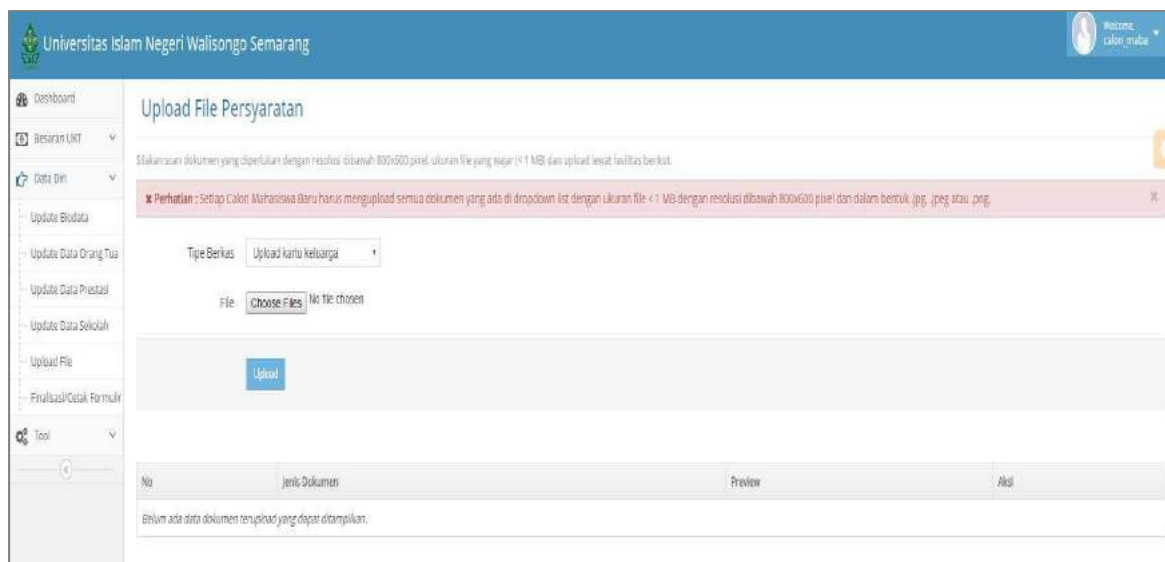 Universitas Islam Negeri Walisongo Semarang
Welcome,
calon_maba
Dashboard
Besaran UKT
Data Diri
Update Biodata
Update Data Orang Tua
Update Data Prestasi
Update Data Sekolah
Upload File
Finalisasi/Cetak Formulir
Tool
Upload File Persyaratan
Silakan scan dokumen yang diperlukan dengan resolusi dibawah 800x600 pixel, ukuran file yang wajar (< 1 MB) dan upload lewat fasilitas berikut.
✖ Perhatian : Setiap Calon Mahasiswa Baru harus mengupload semua dokumen yang ada di dropdown list dengan ukuran file < 1 MB dengan resolusi dibawah 800x600 pixel dan dalam bentuk .jpg, .jpeg atau .png.
Tipe Berkas Upload kartu keluarga
File Choose Files No file chosen
Upload
No Jenis Dokumen Preview Aksi
Belum ada data dokumen terupload yang dapat ditampilkan.